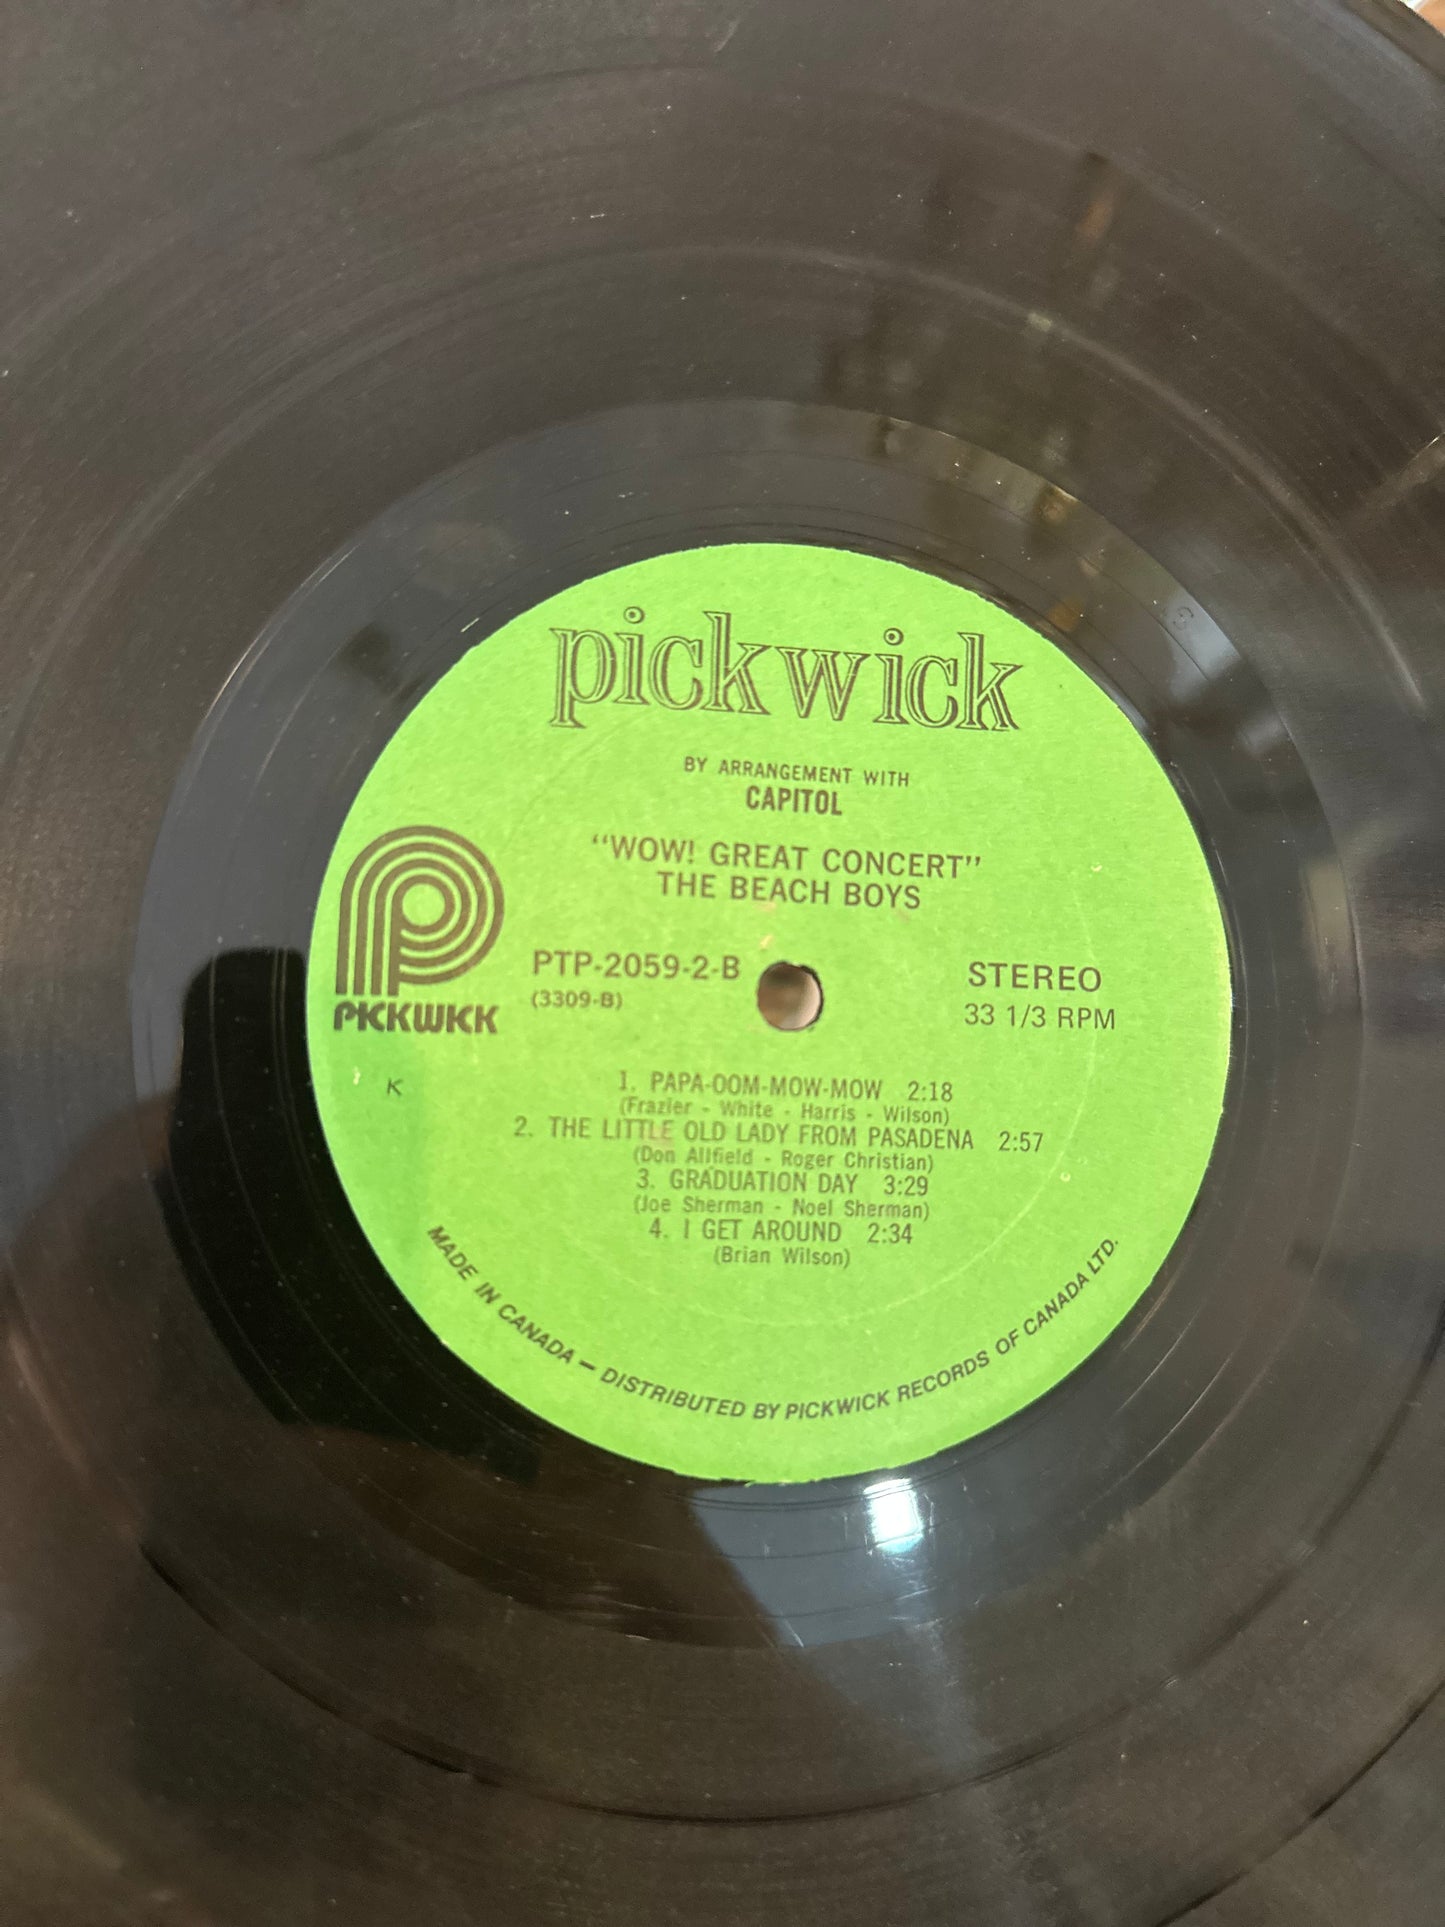 pickwick
BY ARRANGEMENT WITH
CAPITOL
"WOW! GREAT CONCERT"
THE BEACH BOYS
PICKWICK
PTP-2059-2-B
(3309-B)
STEREO
33 1/3 RPM
K
1. PAPA-OOM-MOW-MOW 2:18
(Frazier - White - Harris - Wilson)
2. THE LITTLE OLD LADY FROM PASADENA 2:57
(Don Allfield - Roger Christian)
3. GRADUATION DAY 3:29
(Joe Sherman - Noel Sherman)
4. I GET AROUND 2:34
(Brian Wilson)
MADE IN CANADA — DISTRIBUTED BY PICKWICK RECORDS OF CANADA LTD.